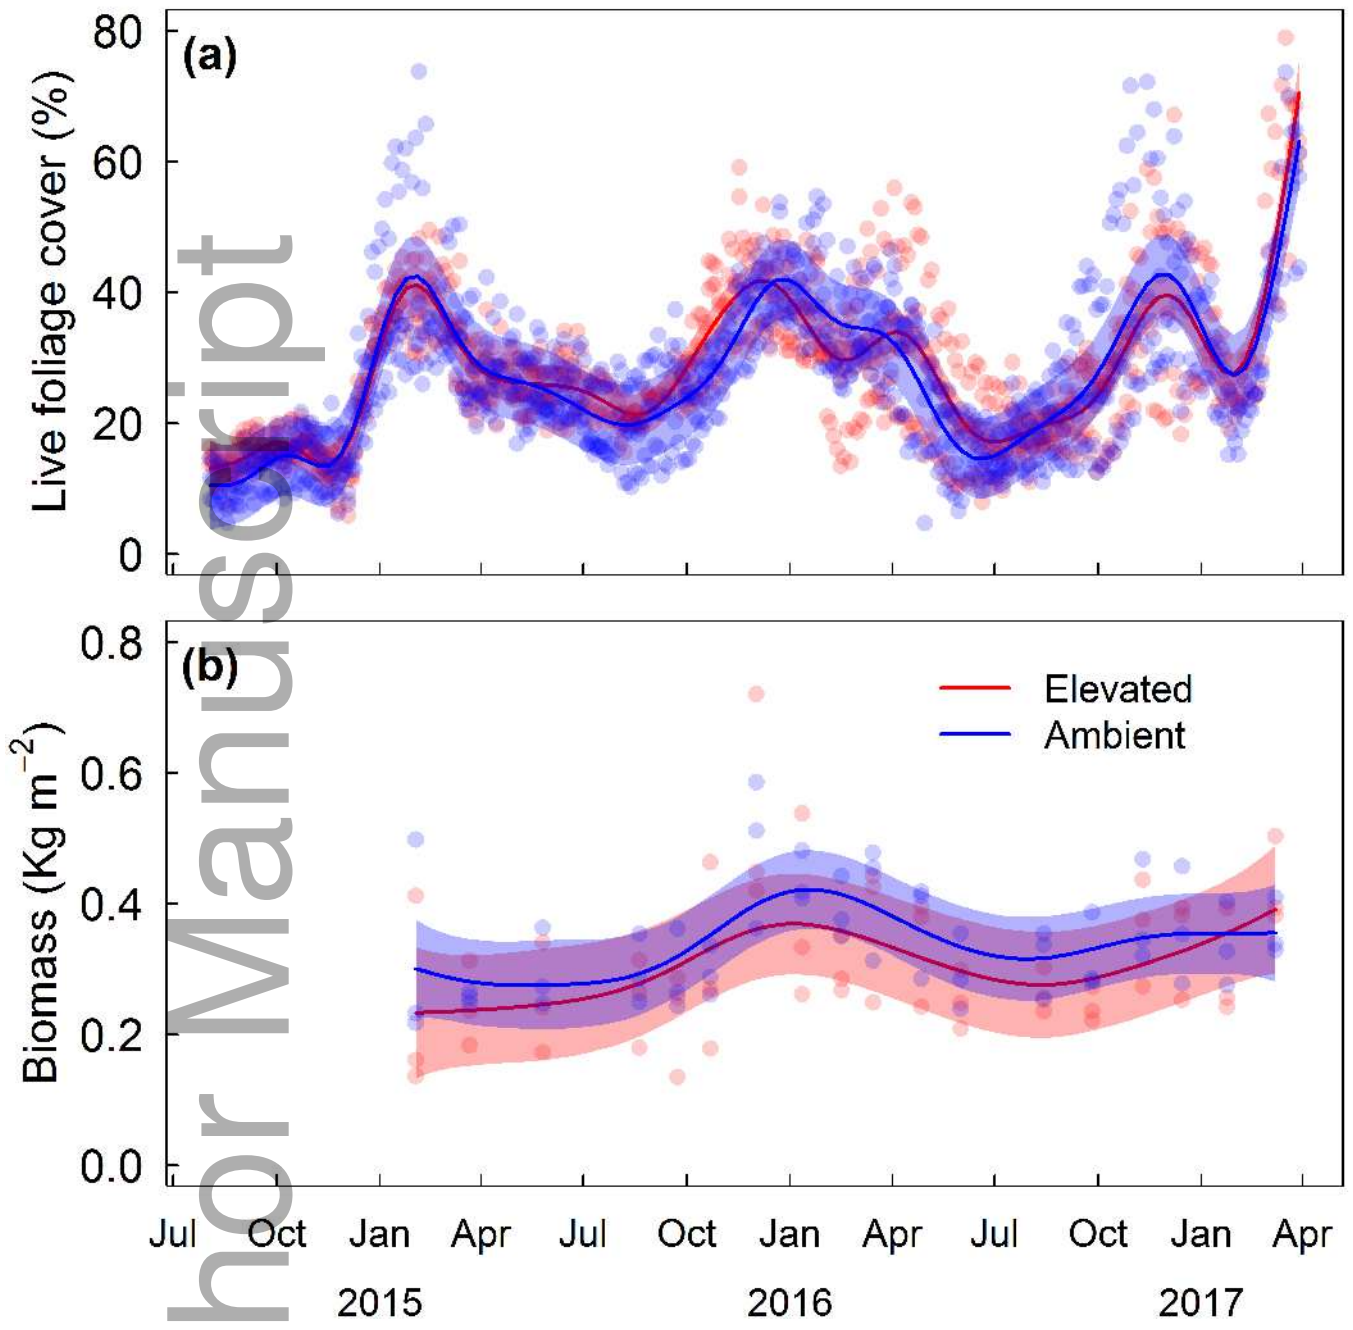 (a)
Live foliage cover (%)
80
60
40
20
0
(b)
Elevated
Ambient
Biomass (Kg m−2)
0.8
0.6
0.4
0.2
0.0
Jul Oct Jan Apr Jul Oct Jan Apr Jul Oct Jan Apr
2015 2016 2017
hor Manuscript